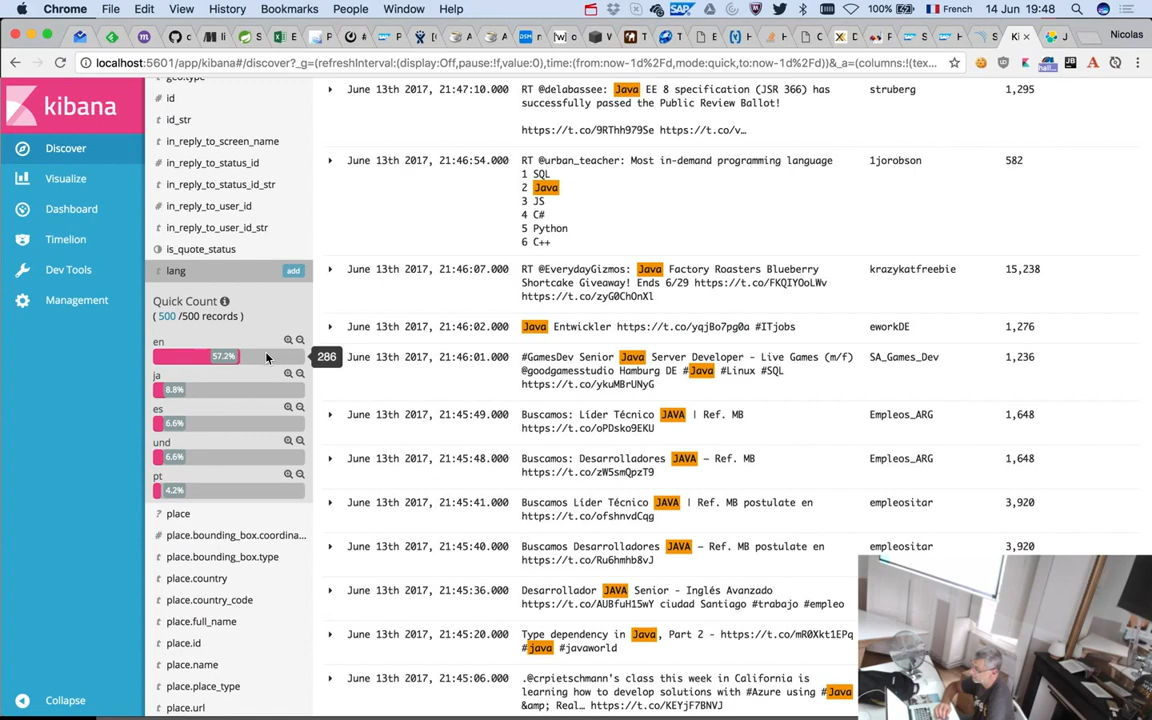 Chrome File Edit View History Bookmarks People Window Help 100% French 14 Jun 19:48
Nicolas
localhost:5601/app/kibana#/discover?_g=(refreshInterval:(display:Off,pause:!f,value:0),time:(from:now-1d%2Fd,mode:quick,to:now-1d%2Fd))&_a=(columns:!(tex
kibana
Discover
Visualize
Dashboard
Timelion
Dev Tools
Management
Collapse
geo.type
# id
t id_str
t in_reply_to_screen_name
# in_reply_to_status_id
t in_reply_to_status_id_str
# in_reply_to_user_id
t in_reply_to_user_id_str
is_quote_status
t lang add
Quick Count
( 500 /500 records )
en
57.2% 286
ja
8.8%
es
6.6%
und
6.6%
pt
4.2%
? place
# place.bounding_box.coordina...
t place.bounding_box.type
t place.country
t place.country_code
t place.full_name
t place.id
t place.name
t place.place_type
t place.url
June 13th 2017, 21:47:10.000 RT @delabassee: Java EE 8 specification (JSR 366) has struberg 1,295
successfully passed the Public Review Ballot!
https://t.co/9RThh979Se https://t.co/v…
June 13th 2017, 21:46:54.000 RT @urban_teacher: Most in-demand programming language 1jorobson 582
1 SQL
2 Java
3 JS
4 C#
5 Python
6 C++
June 13th 2017, 21:46:07.000 RT @EverydayGizmos: Java Factory Roasters Blueberry krazykatfreebie 15,238
Shortcake Giveaway! Ends 6/29 https://t.co/FKQIYOoLWv
https://t.co/zyG0ChOnXl
June 13th 2017, 21:46:02.000 Java Entwickler https://t.co/yqjBo7pg0a #ITjobs eworkDE 1,276
June 13th 2017, 21:46:01.000 #GamesDev Senior Java Server Developer - Live Games (m/f) SA_Games_Dev 1,236
@goodgamestudio Hamburg DE #Java #Linux #SQL
https://t.co/ykuMBrUNyG
June 13th 2017, 21:45:49.000 Buscamos: Líder Técnico JAVA | Ref. MB Empleos_ARG 1,648
https://t.co/oPDsko9EKU
June 13th 2017, 21:45:48.000 Buscamos: Desarrolladores JAVA – Ref. MB Empleos_ARG 1,648
https://t.co/zW5smQpzT9
June 13th 2017, 21:45:41.000 Buscamos Líder Técnico JAVA | Ref. MB postulate en empleositar 3,920
https://t.co/ofshnvdCqg
June 13th 2017, 21:45:40.000 Buscamos Desarrolladores JAVA – Ref. MB postulate en empleositar 3,920
https://t.co/Ru6hmhb8vJ
June 13th 2017, 21:45:36.000 Desarrollador JAVA Senior - Inglés Avanzado
https://t.co/AUBfuH15wY ciudad Santiago #trabajo #empleo
June 13th 2017, 21:45:20.000 Type dependency in Java, Part 2 - https://t.co/mR0Xkt1EPq
#java #javaworld
June 13th 2017, 21:45:06.000 .@crpietschmann's class this week in California is
learning how to develop solutions with #Azure using #Java
&amp; Real… https://t.co/KEYjF7BNVJ